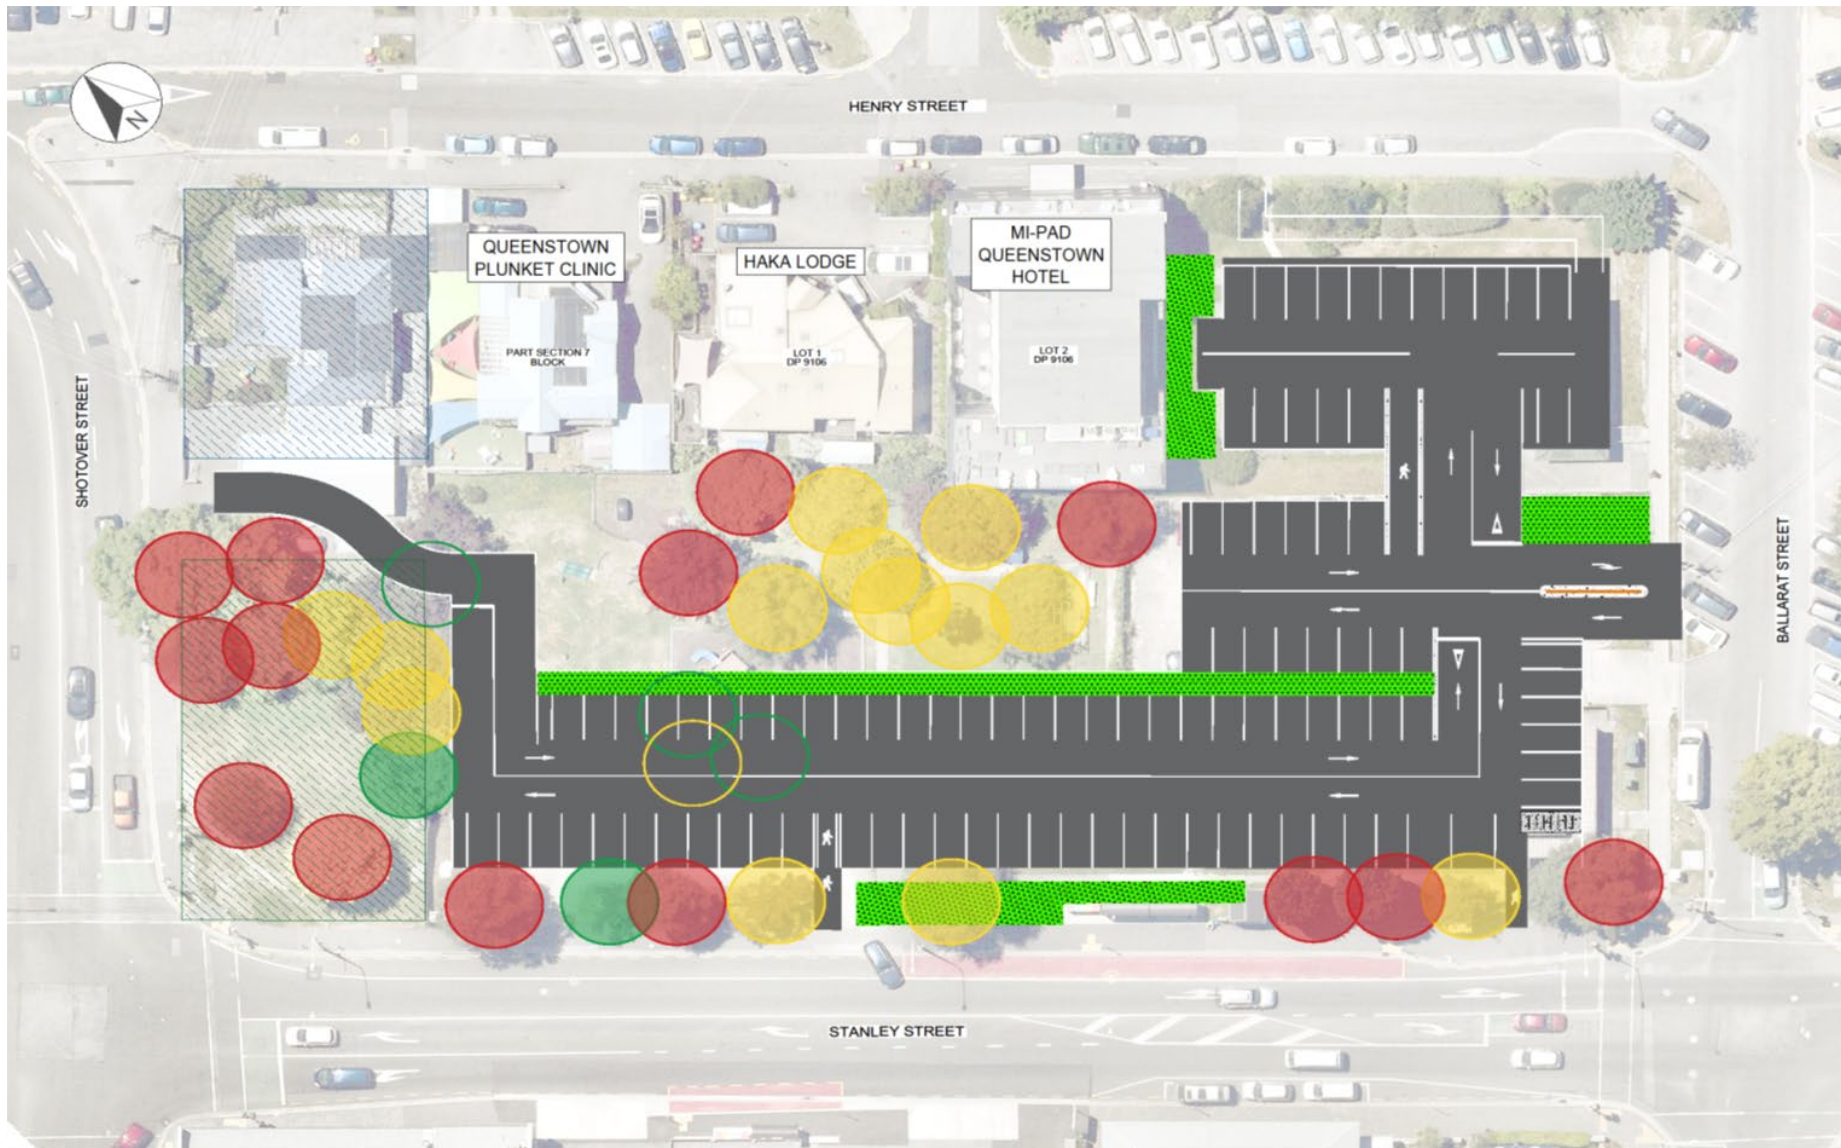 HENRY STREET
N
QUEENSTOWN
PLUNKET CLINIC
HAKA LODGE
MI-PAD
QUEENSTOWN
HOTEL
PART SECTION 7
BLOCK
LOT 1
DP 9106
LOT 2
DP 9106
SHOTOVER STREET
BALLARAT STREET
STANLEY STREET